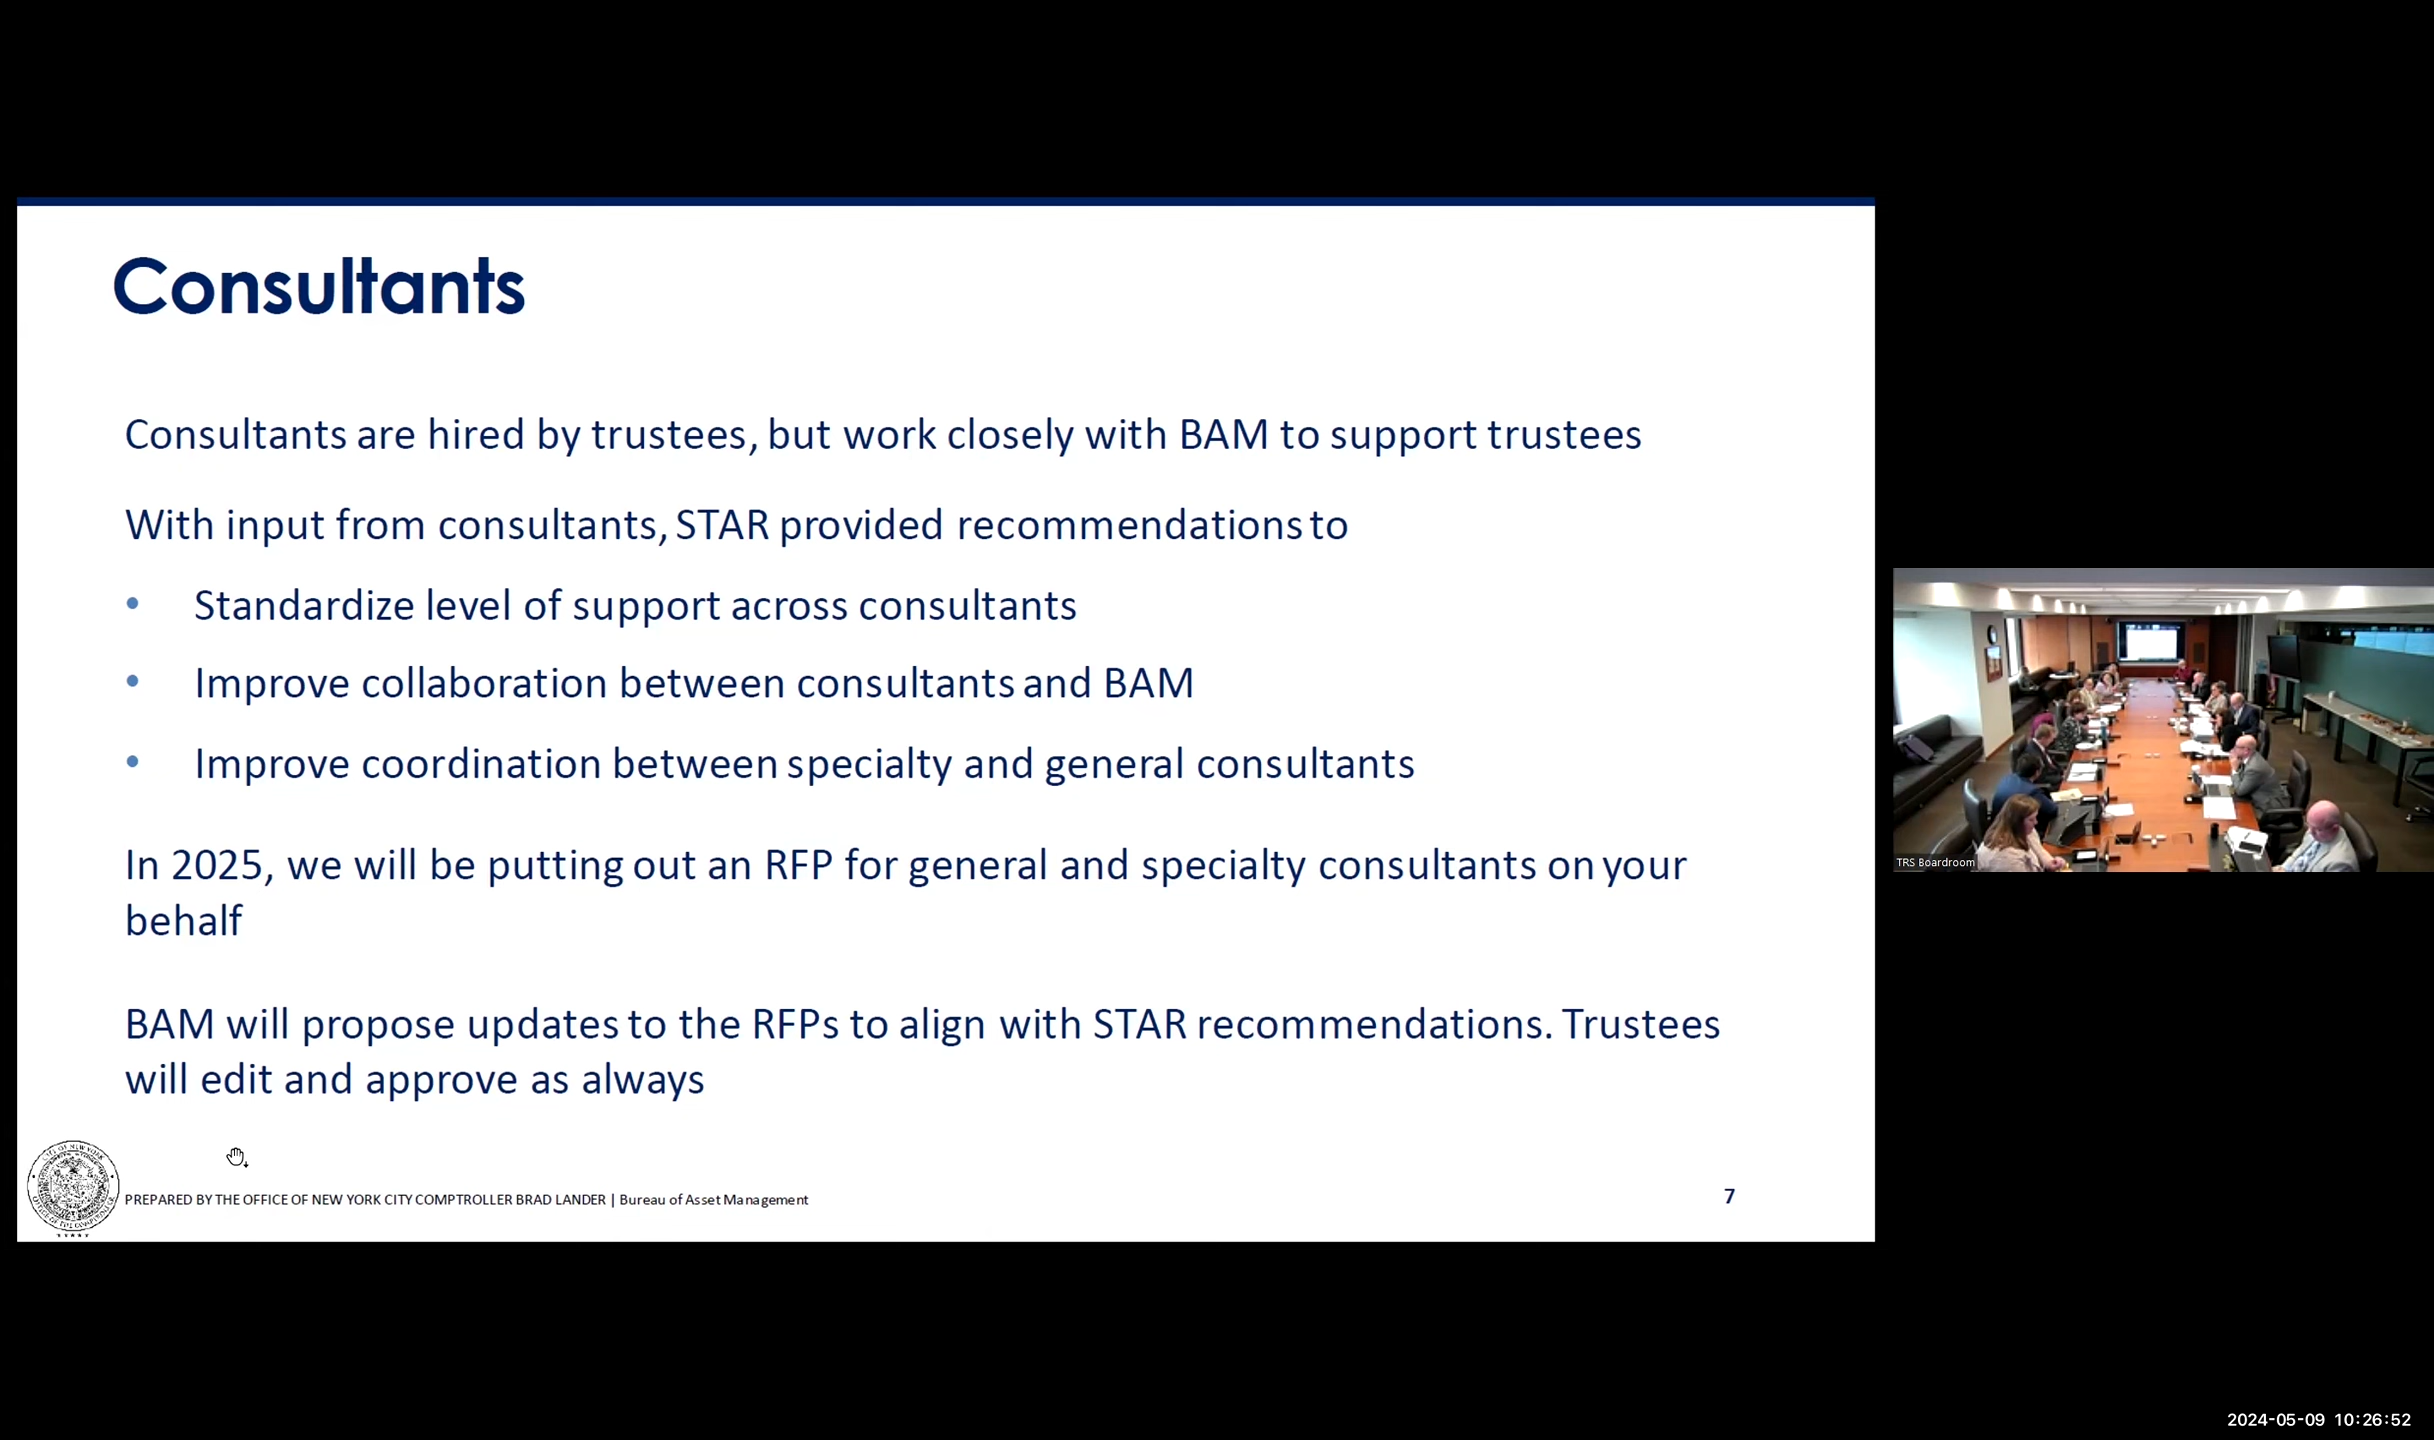 Consultants
Consultants are hired by trustees, but work closely with BAM to support trustees
With input from consultants, STAR provided recommendations to
• Standardize level of support across consultants
• Improve collaboration between consultants and BAM
• Improve coordination between specialty and general consultants
In 2025, we will be putting out an RFP for general and specialty consultants on your
behalf
BAM will propose updates to the RFPs to align with STAR recommendations. Trustees
will edit and approve as always
PREPARED BY THE OFFICE OF NEW YORK CITY COMPTROLLER BRAD LANDER | Bureau of Asset Management
7
TRS Boardroom
2024-05-09 10:26:52